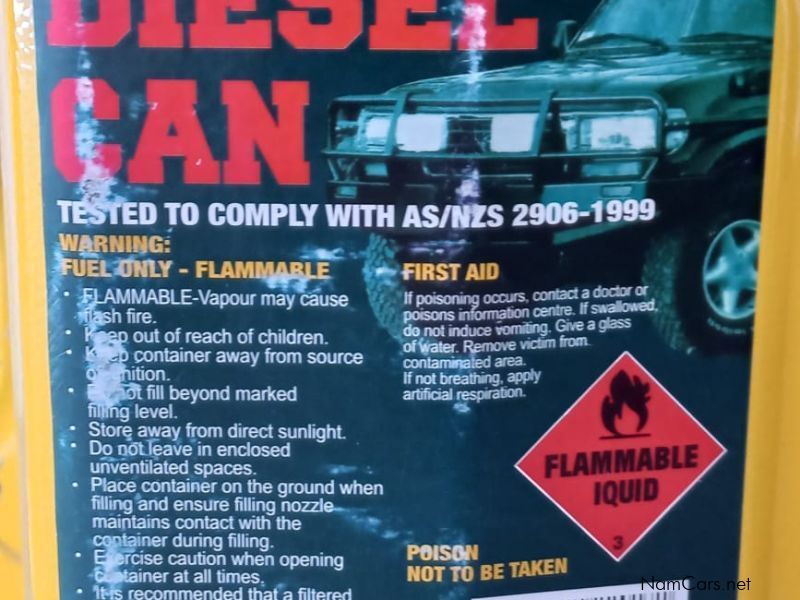 DIESEL
CAN
TESTED TO COMPLY WITH AS/NZS 2906-1999
WARNING:
FUEL ONLY - FLAMMABLE
• FLAMMABLE-Vapour may cause
flash fire.
• Keep out of reach of children.
• Keep container away from source
of ignition.
• Do not fill beyond marked
filling level.
• Store away from direct sunlight.
• Do not leave in enclosed
unventilated spaces.
• Place container on the ground when
filling and ensure filling nozzle
maintains contact with the
container during filling.
• Exercise caution when opening
container at all times.
• It is recommended that a filtered
FIRST AID
If poisoning occurs, contact a doctor or
poisons information centre. If swallowed,
do not induce vomiting. Give a glass
of water. Remove victim from
contaminated area.
If not breathing, apply
artificial respiration.
FLAMMABLE
IQUID
3
POISON
NOT TO BE TAKEN
NamCars.net